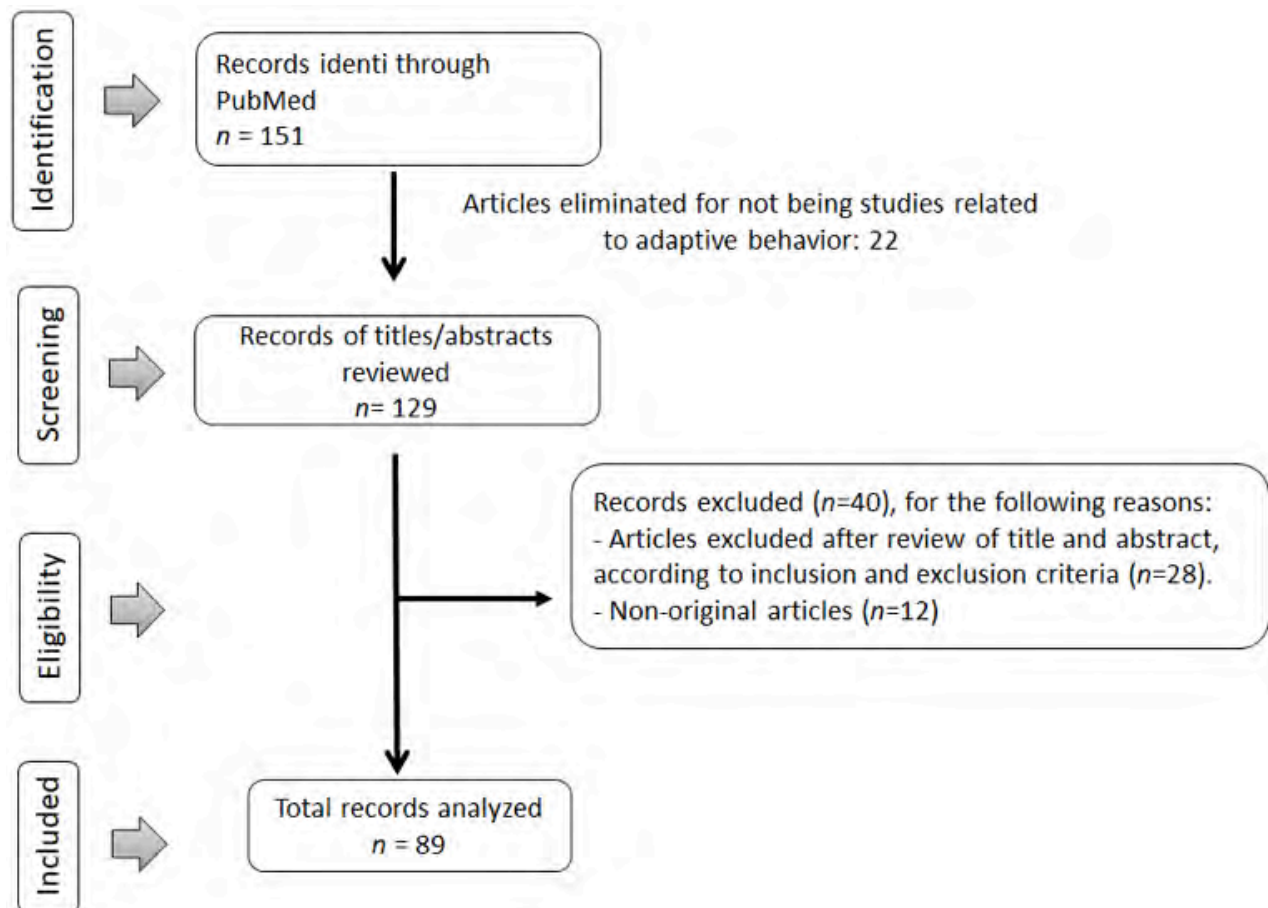 Identification
Records identi through
PubMed
n = 151
Articles eliminated for not being studies related
to adaptive behavior: 22
Screening
Records of titles/abstracts
reviewed
n= 129
Eligibility
Records excluded (n=40), for the following reasons:
- Articles excluded after review of title and abstract,
according to inclusion and exclusion criteria (n=28).
- Non-original articles (n=12)
Included
Total records analyzed
n = 89